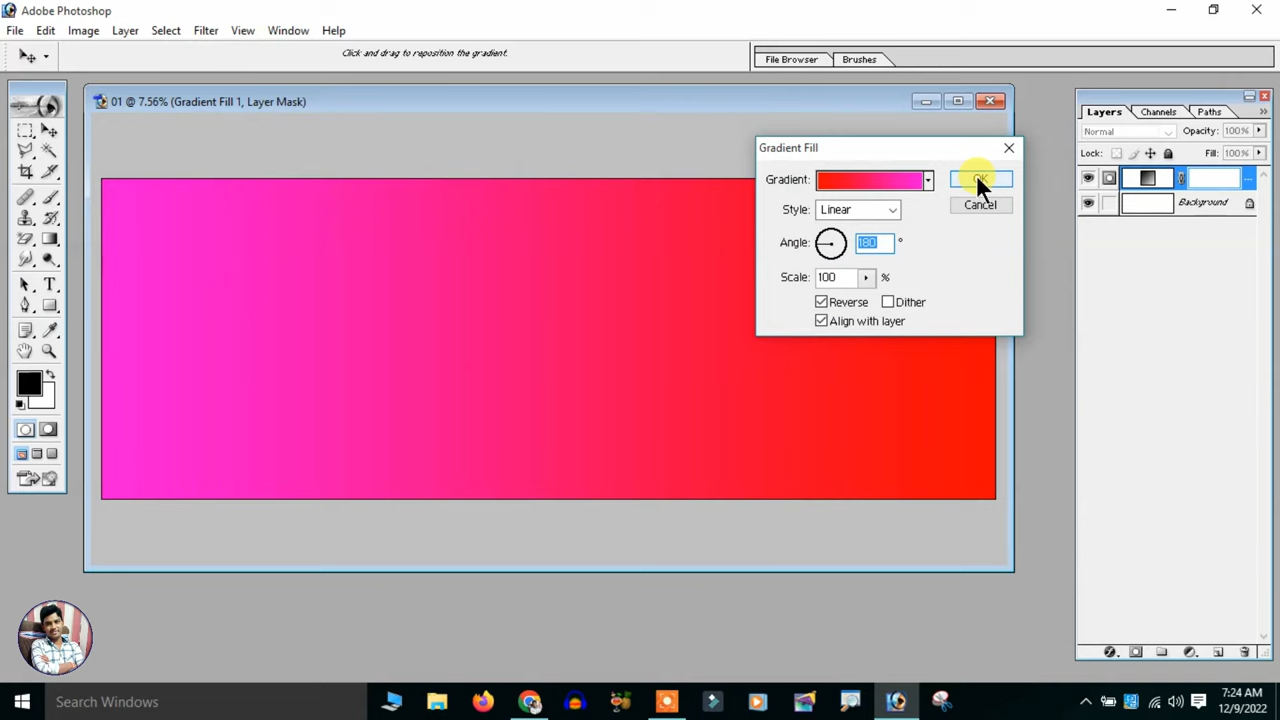 Adobe Photoshop
File Edit Image Layer Select Filter View Window Help
Click and drag to reposition the gradient.
File Browser Brushes
01 @ 7.56% (Gradient Fill 1, Layer Mask)
Layers Channels Paths
Normal Opacity: 100%
Lock: Fill: 100%
Background
Gradient Fill
Gradient: OK
Cancel
Style: Linear
Angle: 180 °
Scale: 100 %
Reverse Dither
Align with layer
Search Windows
7:24 AM
12/9/2022